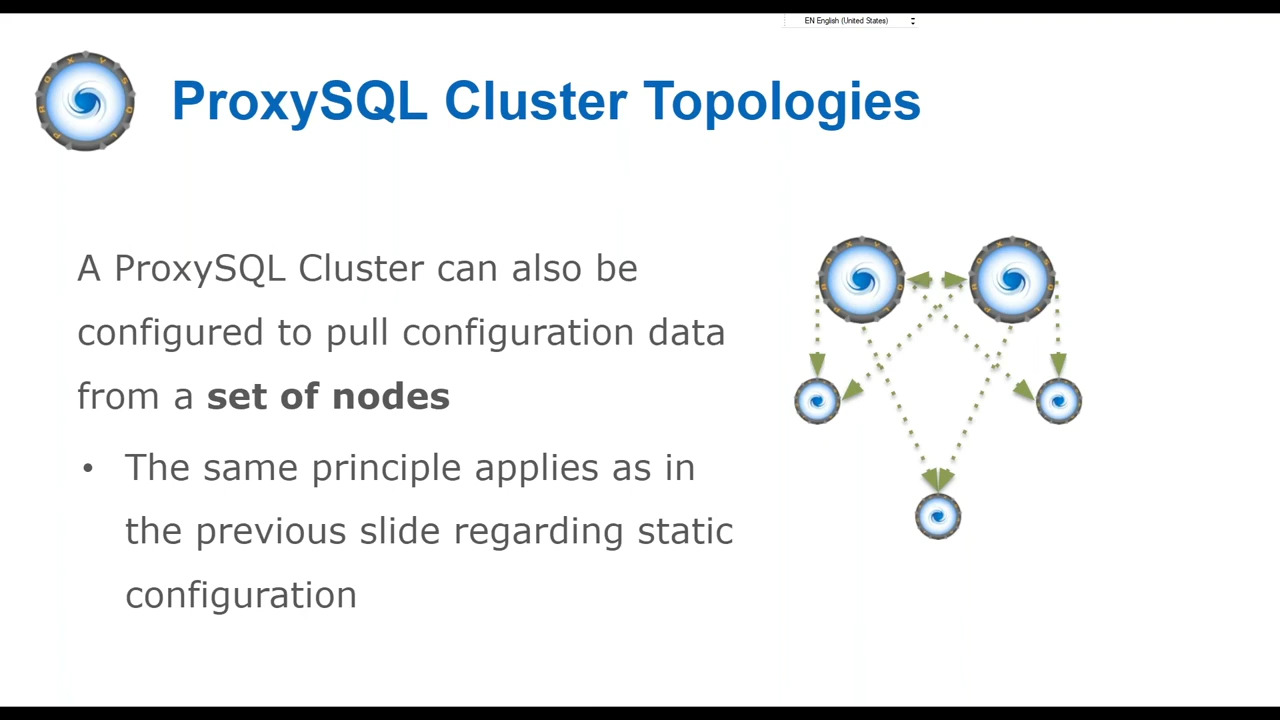 EN English (United States)
ProxySQL Cluster Topologies
A ProxySQL Cluster can also be
configured to pull configuration data
from a set of nodes
• The same principle applies as in
the previous slide regarding static
configuration